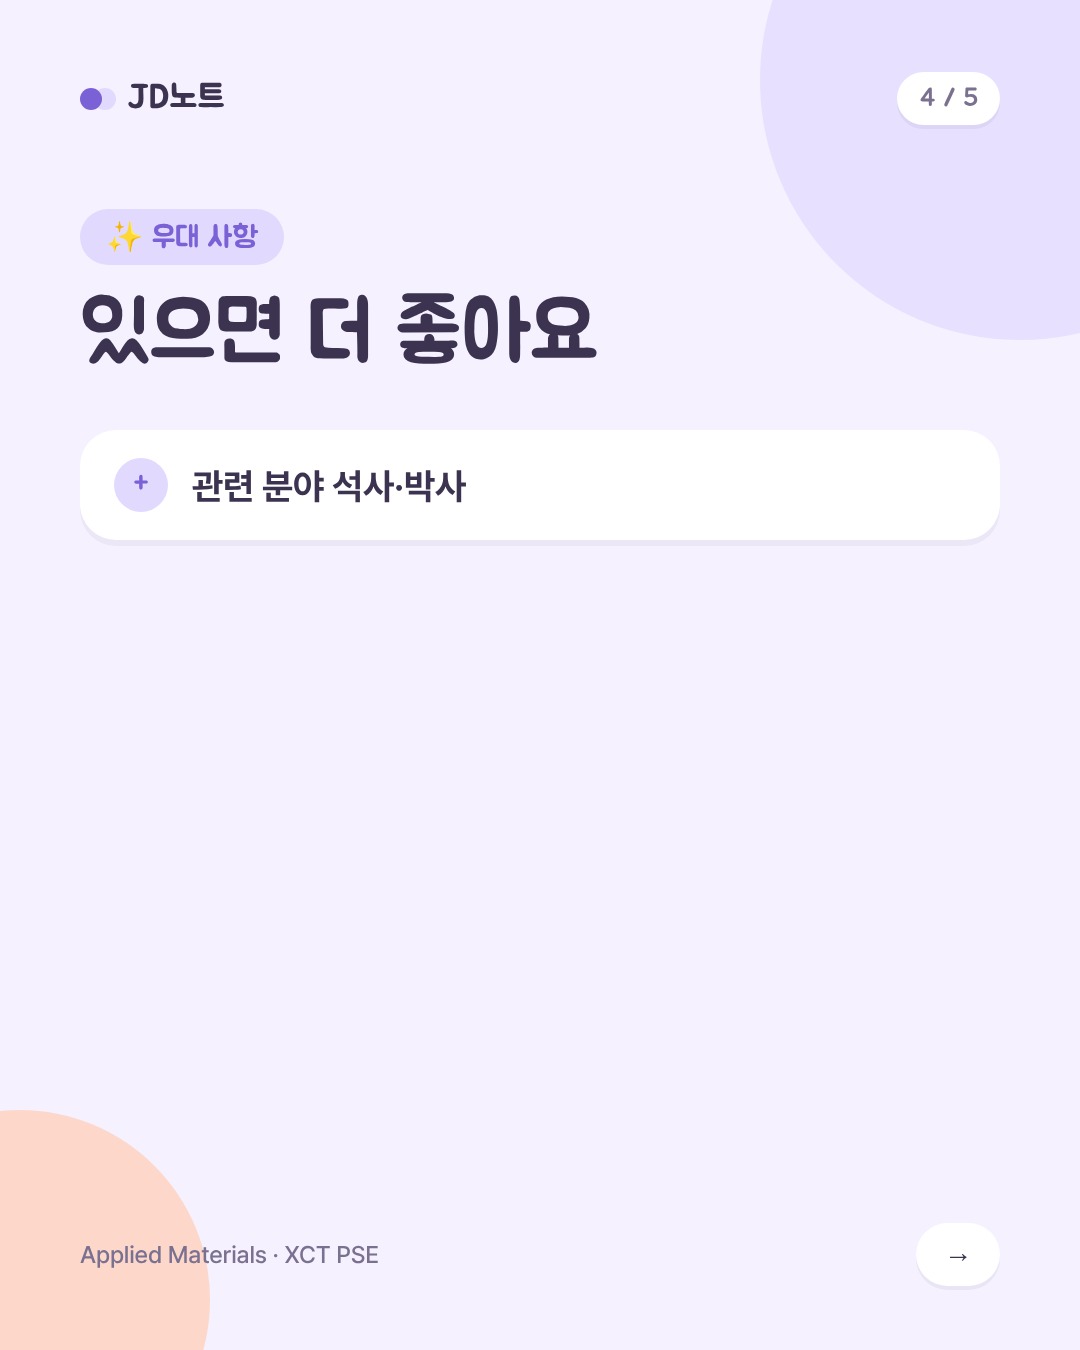 JD노트
4 / 5
✨ 우대 사항
있으면 더 좋아요
+ 관련 분야 석사·박사
Applied Materials · XCT PSE
→